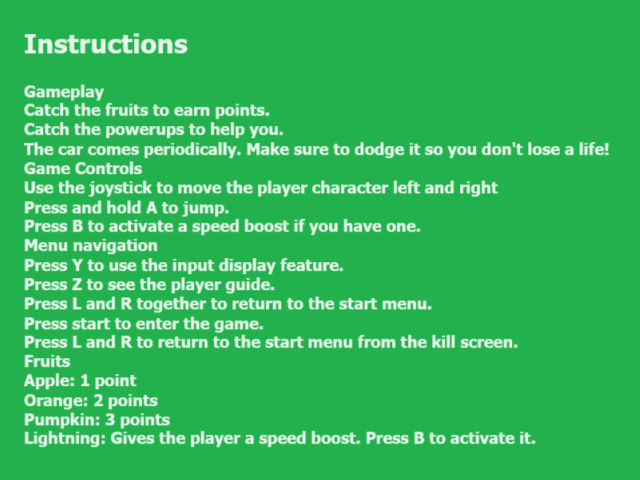 Instructions
Gameplay
Catch the fruits to earn points.
Catch the powerups to help you.
The car comes periodically. Make sure to dodge it so you don't lose a life!
Game Controls
Use the joystick to move the player character left and right
Press and hold A to jump.
Press B to activate a speed boost if you have one.
Menu navigation
Press Y to use the input display feature.
Press Z to see the player guide.
Press L and R together to return to the start menu.
Press start to enter the game.
Press L and R to return to the start menu from the kill screen.
Fruits
Apple: 1 point
Orange: 2 points
Pumpkin: 3 points
Lightning: Gives the player a speed boost. Press B to activate it.